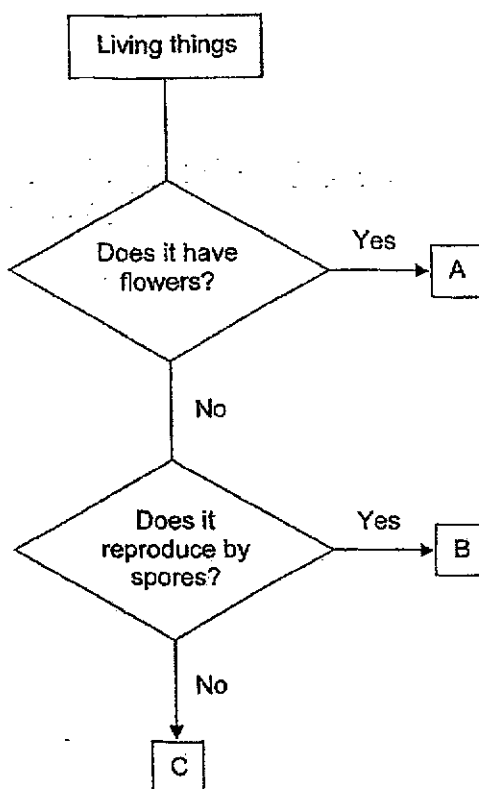 Living things
Does it have
flowers?
Yes
A
No
Does it
reproduce by
spores?
Yes
B
No
C